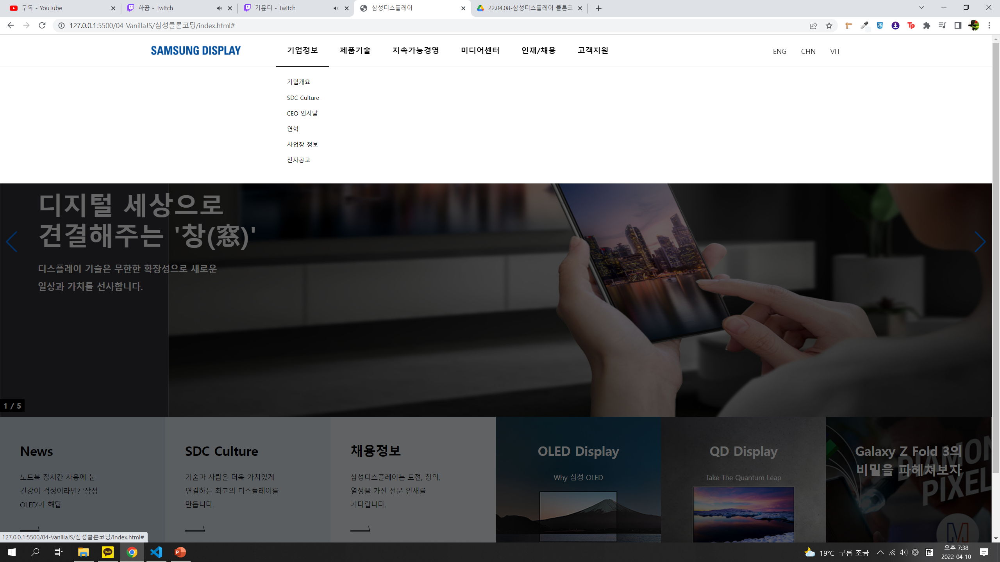 구독 - YouTube
하꿈 - Twitch
기뮨디 - Twitch
삼성디스플레이
22.04.08-삼성디스플레이 클론코
127.0.0.1:5500/04-VanillaJS/삼성클론코딩/index.html#
SAMSUNG DISPLAY
기업정보
제품기술
지속가능경영
미디어센터
인재/채용
고객지원
ENG
CHN
VIT
기업개요
SDC Culture
CEO 인사말
연혁
사업장 정보
전자공고
디지털 세상으로
견결해주는 '창(窓)'
디스플레이 기술은 무한한 확장성으로 새로운
일상과 가치를 선사합니다.
1 / 5
News
노트북 장시간 사용에 눈
건강이 걱정이라면? ‘삼성
OLED’가 해답
SDC Culture
기술과 사람을 더욱 가치있게
연결하는 최고의 디스플레이를
만듭니다.
채용정보
삼성디스플레이는 도전, 창의,
열정을 가진 전문 인재를
기다립니다.
OLED Display
Why 삼성 OLED
QD Display
Take The Quantum Leap
Galaxy Z Fold 3의
비밀을 파헤쳐보자
DIAMON
PIXEL
M
127.0.0.1:5500/04-VanillaJS/삼성클론코딩/index.html#
TALK
19°C 구름 조금
한
오후 7:38
2022-04-10